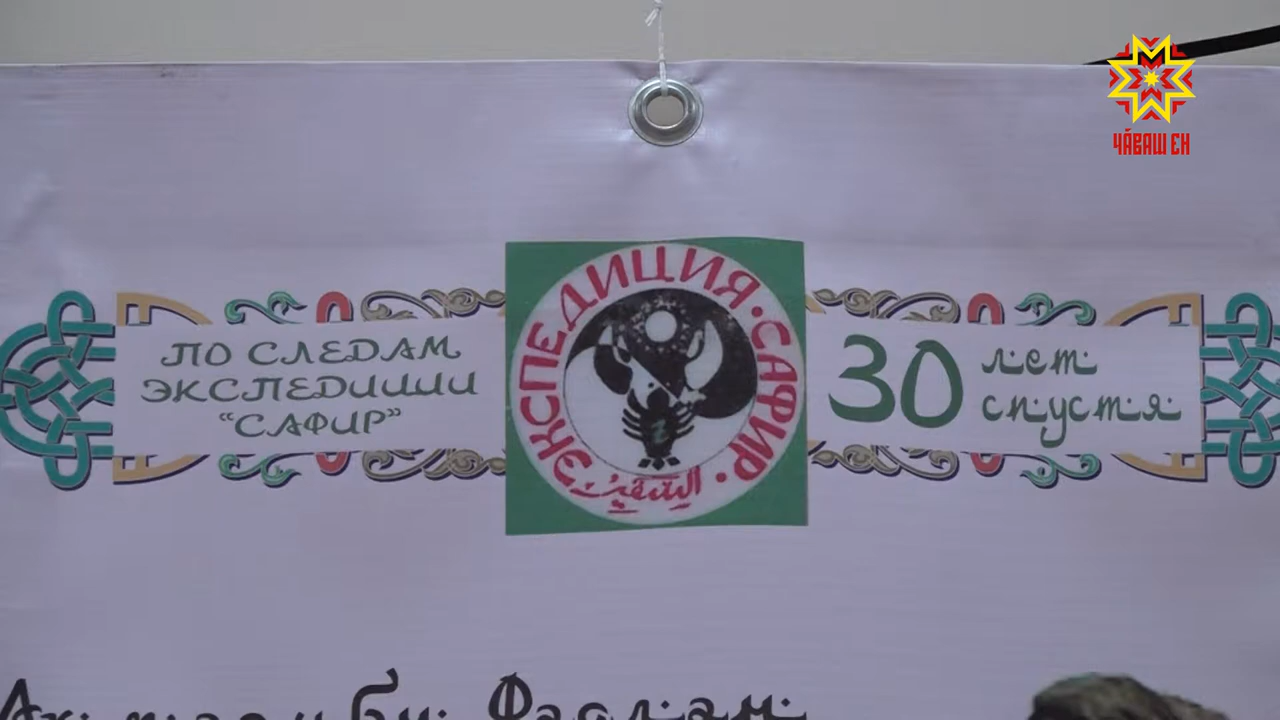 ЧӐВАШ ЕН
ПО СЛЕДАМ
ЭКСПЕДИЦИИ
“САФИР”
ЭКСПЕДИЦИЯ · САФИР ·
30 лет
спустя